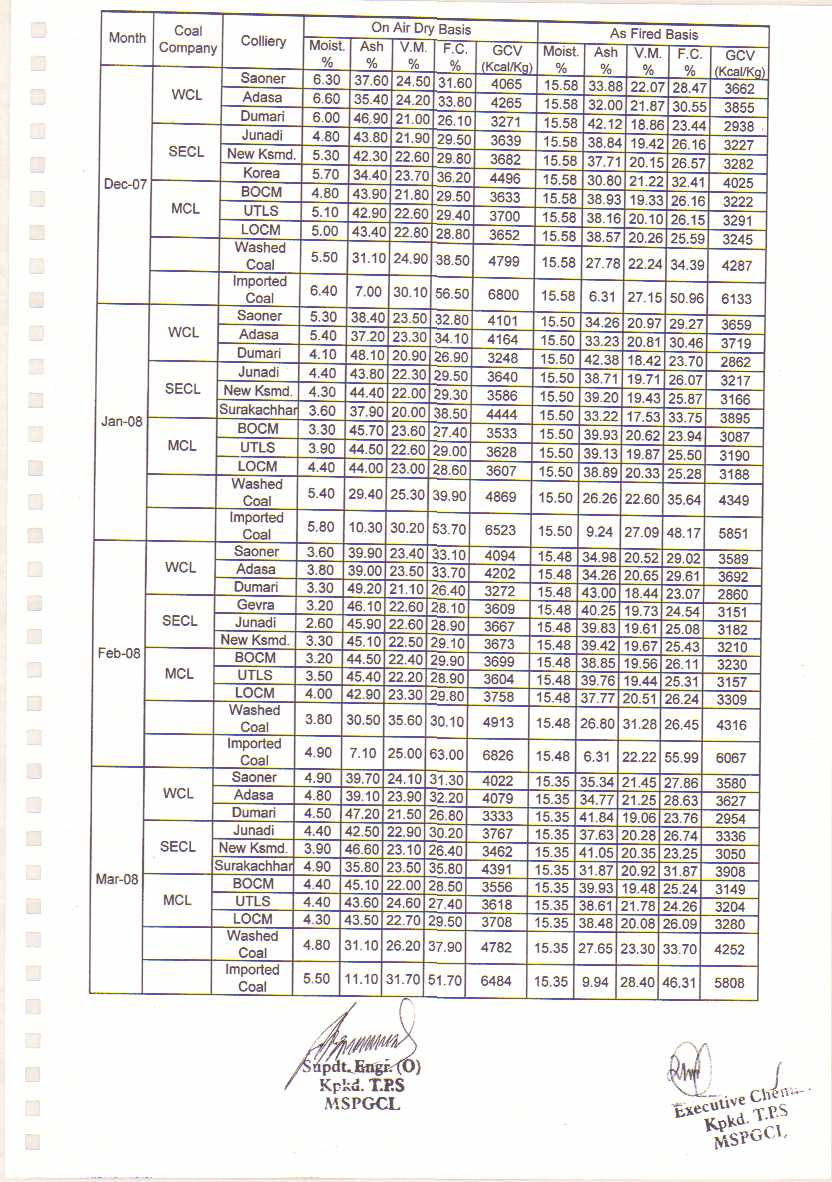 Month Coal Company Colliery On Air Dry Basis As Fired Basis
Moist. % Ash % V.M. % F.C. % GCV (Kcal/Kg) Moist. % Ash % V.M. % F.C. % GCV (Kcal/Kg)
Dec-07
WCL
Saoner 6.30 37.60 24.50 31.60 4065 15.58 33.88 22.07 28.47 3662
Adasa 6.60 35.40 24.20 33.80 4265 15.58 32.00 21.87 30.55 3855
Dumari 6.00 46.90 21.00 26.10 3271 15.58 42.12 18.86 23.44 2938
SECL
Junadi 4.80 43.80 21.90 29.50 3639 15.58 38.84 19.42 26.16 3227
New Ksmd. 5.30 42.30 22.60 29.80 3682 15.58 37.71 20.15 26.57 3282
Korea 5.70 34.40 23.70 36.20 4496 15.58 30.80 21.22 32.41 4025
MCL
BOCM 4.80 43.90 21.80 29.50 3633 15.58 38.93 19.33 26.16 3222
UTLS 5.10 42.90 22.60 29.40 3700 15.58 38.16 20.10 26.15 3291
LOCM 5.00 43.40 22.80 28.80 3652 15.58 38.57 20.26 25.59 3245
Washed Coal 5.50 31.10 24.90 38.50 4799 15.58 27.78 22.24 34.39 4287
Imported Coal 6.40 7.00 30.10 56.50 6800 15.58 6.31 27.15 50.96 6133
Jan-08
WCL
Saoner 5.30 38.40 23.50 32.80 4101 15.50 34.26 20.97 29.27 3659
Adasa 5.40 37.20 23.30 34.10 4164 15.50 33.23 20.81 30.46 3719
Dumari 4.10 48.10 20.90 26.90 3248 15.50 42.38 18.42 23.70 2862
SECL
Junadi 4.40 43.80 22.30 29.50 3640 15.50 38.71 19.71 26.07 3217
New Ksmd. 4.30 44.40 22.00 29.30 3586 15.50 39.20 19.43 25.87 3166
Surakachhar 3.60 37.90 20.00 38.50 4444 15.50 33.22 17.53 33.75 3895
MCL
BOCM 3.30 45.70 23.60 27.40 3533 15.50 39.93 20.62 23.94 3087
UTLS 3.90 44.50 22.60 29.00 3628 15.50 39.13 19.87 25.50 3190
LOCM 4.40 44.00 23.00 28.60 3607 15.50 38.89 20.33 25.28 3188
Washed Coal 5.40 29.40 25.30 39.90 4869 15.50 26.26 22.60 35.64 4349
Imported Coal 5.80 10.30 30.20 53.70 6523 15.50 9.24 27.09 48.17 5851
Feb-08
WCL
Saoner 3.60 39.90 23.40 33.10 4094 15.48 34.98 20.52 29.02 3589
Adasa 3.80 39.00 23.50 33.70 4202 15.48 34.26 20.65 29.61 3692
Dumari 3.30 49.20 21.10 26.40 3272 15.48 43.00 18.44 23.07 2860
SECL
Gevra 3.20 46.10 22.60 28.10 3609 15.48 40.25 19.73 24.54 3151
Junadi 2.60 45.90 22.60 28.90 3667 15.48 39.83 19.61 25.08 3182
New Ksmd. 3.30 45.10 22.50 29.10 3673 15.48 39.42 19.67 25.43 3210
MCL
BOCM 3.20 44.50 22.40 29.90 3699 15.48 38.85 19.56 26.11 3230
UTLS 3.50 45.40 22.20 28.90 3604 15.48 39.76 19.44 25.31 3157
LOCM 4.00 42.90 23.30 29.80 3758 15.48 37.77 20.51 26.24 3309
Washed Coal 3.80 30.50 35.60 30.10 4913 15.48 26.80 31.28 26.45 4316
Imported Coal 4.90 7.10 25.00 63.00 6826 15.48 6.31 22.22 55.99 6067
Mar-08
WCL
Saoner 4.90 39.70 24.10 31.30 4022 15.35 35.34 21.45 27.86 3580
Adasa 4.80 39.10 23.90 32.20 4079 15.35 34.77 21.25 28.63 3627
Dumari 4.50 47.20 21.50 26.80 3333 15.35 41.84 19.06 23.76 2954
SECL
Junadi 4.40 42.50 22.90 30.20 3767 15.35 37.63 20.28 26.74 3336
New Ksmd. 3.90 46.60 23.10 26.40 3462 15.35 41.05 20.35 23.25 3050
Surakachhar 4.90 35.80 23.50 35.80 4391 15.35 31.87 20.92 31.87 3908
MCL
BOCM 4.40 45.10 22.00 28.50 3556 15.35 39.93 19.48 25.24 3149
UTLS 4.40 43.60 24.60 27.40 3618 15.35 38.61 21.78 24.26 3204
LOCM 4.30 43.50 22.70 29.50 3708 15.35 38.48 20.08 26.09 3280
Washed Coal 4.80 31.10 26.20 37.90 4782 15.35 27.65 23.30 33.70 4252
Imported Coal 5.50 11.10 31.70 51.70 6484 15.35 9.94 28.40 46.31 5808
Supdt. Engr. (O)
Kpkd. T.P.S
MSPGCL
Executive Chem
Kpkd. T.P.S
MSPGCL